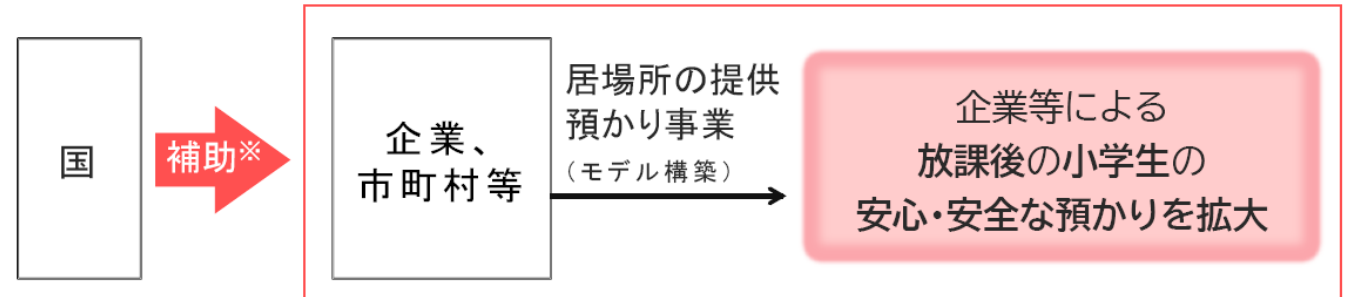 国
補助※
企業、
市町村等
居場所の提供
預かり事業
（モデル構築）
企業等による
放課後の小学生の
安心・安全な預かりを拡大